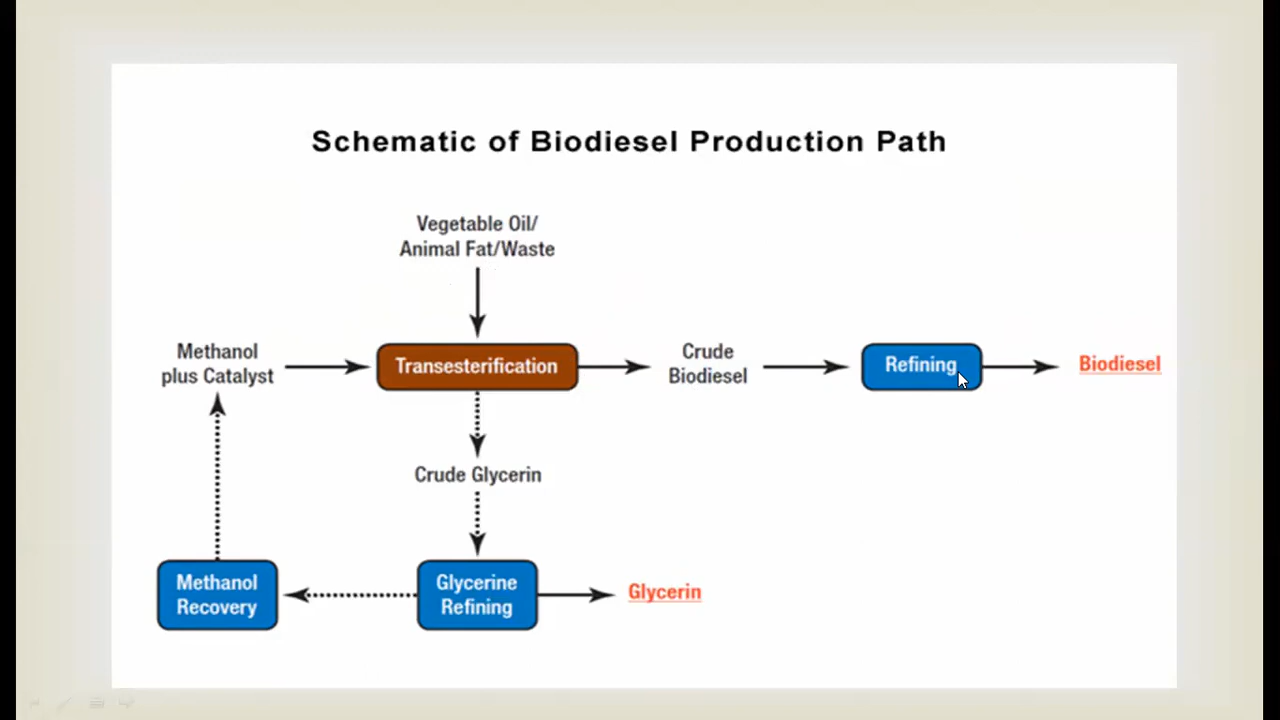 Schematic of Biodiesel Production Path
Vegetable Oil/
Animal Fat/Waste
Methanol
plus Catalyst
Transesterification
Crude
Biodiesel
Refining
Biodiesel
Crude Glycerin
Methanol
Recovery
Glycerine
Refining
Glycerin